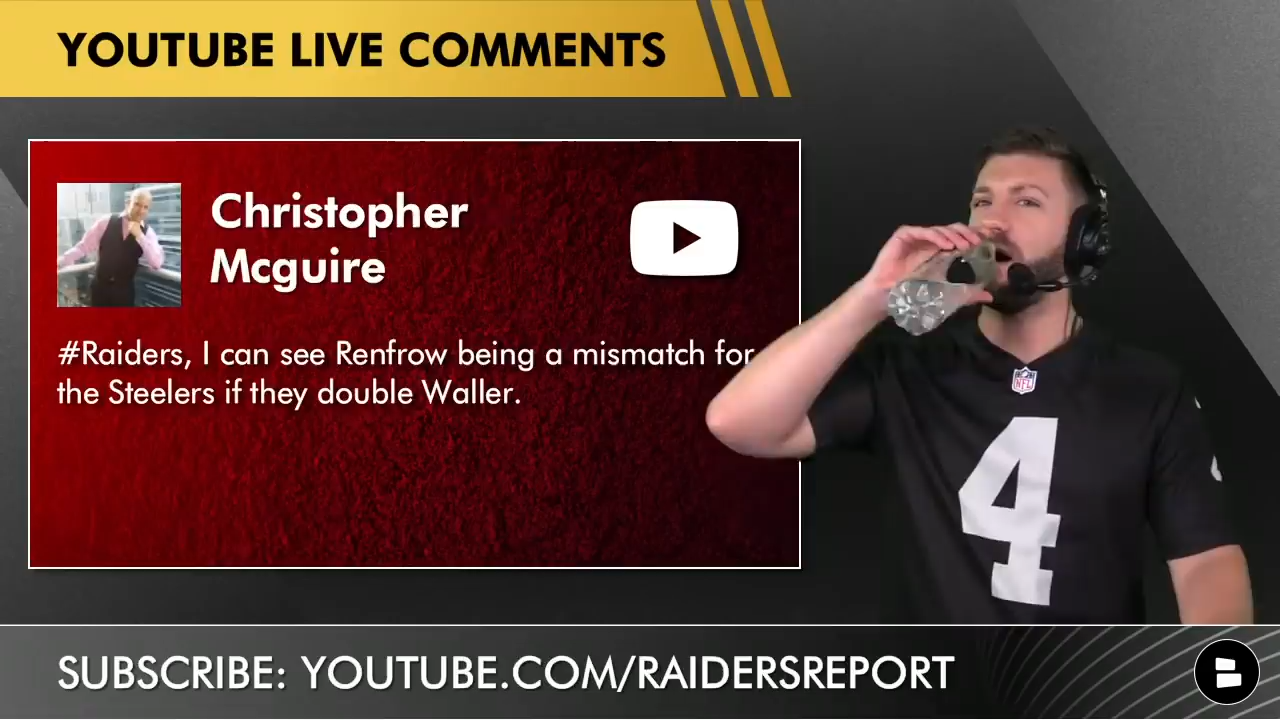 YOUTUBE LIVE COMMENTS
Christopher
Mcguire
#Raiders, I can see Renfrow being a mismatch for
the Steelers if they double Waller.
NFL
4
SUBSCRIBE: YOUTUBE.COM/RAIDERSREPORT